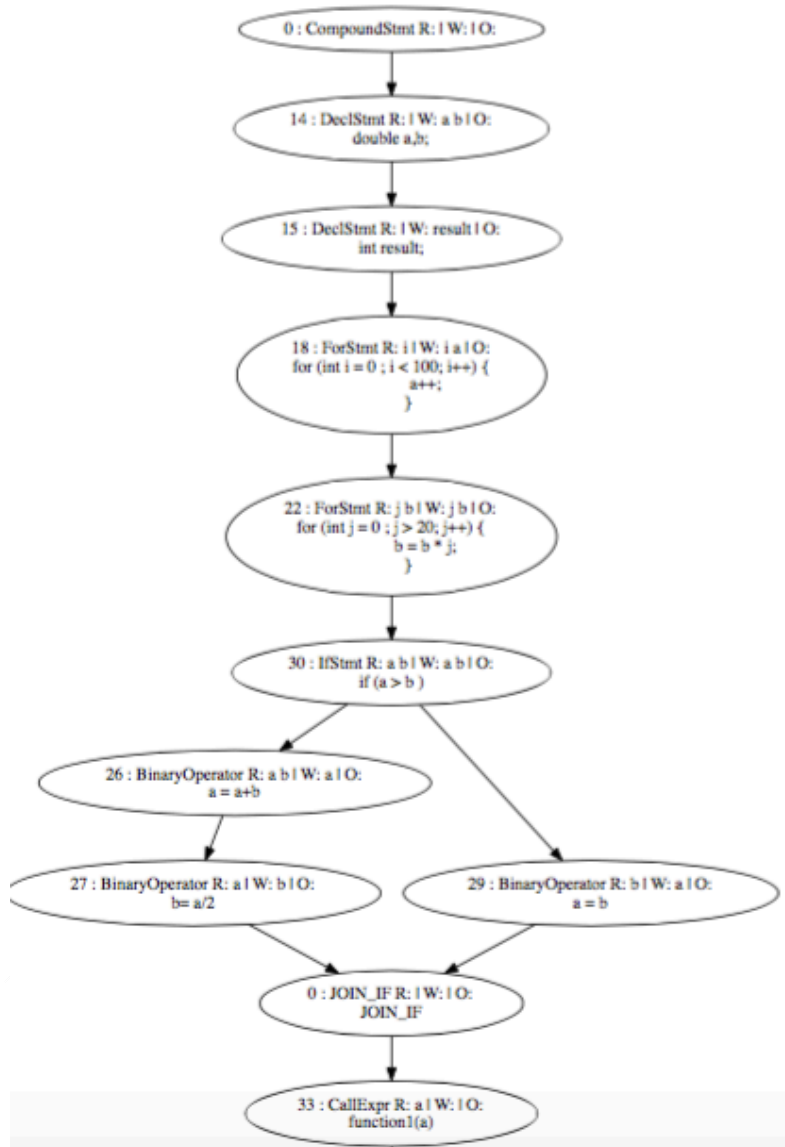 0 : CompoundStmt R: | W: | O:
14 : DeclStmt R: | W: a b | O:
double a,b;
15 : DeclStmt R: | W: result | O:
int result;
18 : ForStmt R: i | W: i a | O:
for (int i = 0 ; i < 100; i++) {
a++;
}
22 : ForStmt R: j b | W: j b | O:
for (int j = 0 ; j > 20; j++) {
b = b * j;
}
30 : IfStmt R: a b | W: a b | O:
if (a > b )
26 : BinaryOperator R: a b | W: a | O:
a = a+b
27 : BinaryOperator R: a | W: b | O:
b= a/2
29 : BinaryOperator R: b | W: a | O:
a = b
0 : JOIN_IF R: | W: | O:
JOIN_IF
33 : CallExpr R: a | W: | O:
function1(a)